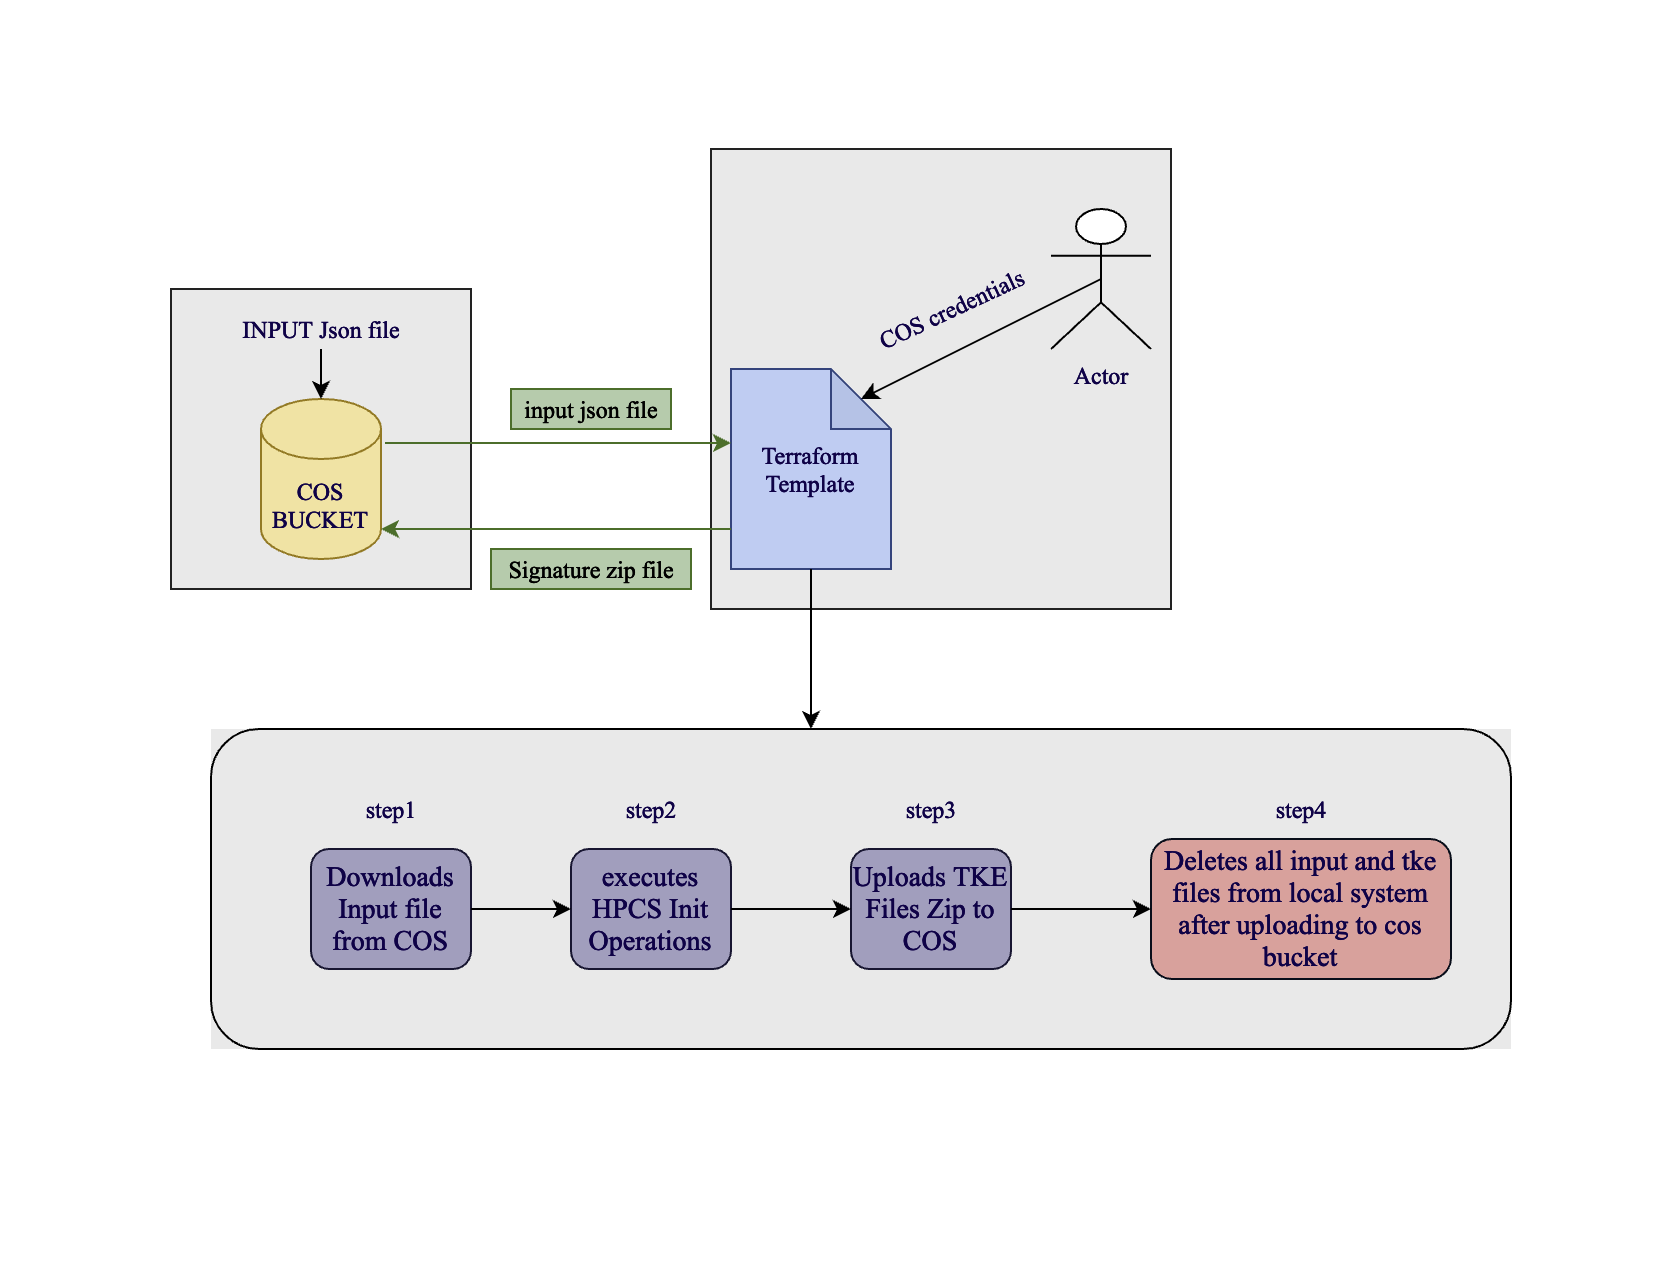 COS credentials
Actor
INPUT Json file
input json file
COS
BUCKET
Terraform
Template
Signature zip file
step1
step2
step3
step4
Downloads
Input file
from COS
executes
HPCS Init
Operations
Uploads TKE
Files Zip to
COS
Deletes all input and tke
files from local system
after uploading to cos
bucket